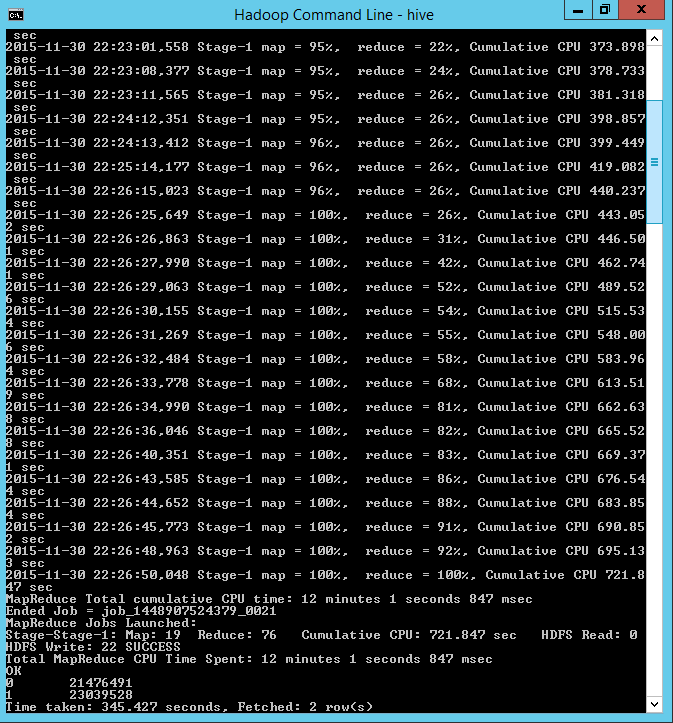 Hadoop Command Line - hive
sec
2015-11-30 22:23:01,558 Stage-1 map = 95%,  reduce = 22%, Cumulative CPU 373.898
sec
2015-11-30 22:23:08,377 Stage-1 map = 95%,  reduce = 24%, Cumulative CPU 378.733
sec
2015-11-30 22:23:11,565 Stage-1 map = 95%,  reduce = 26%, Cumulative CPU 381.318
sec
2015-11-30 22:24:12,351 Stage-1 map = 95%,  reduce = 26%, Cumulative CPU 398.857
sec
2015-11-30 22:24:13,412 Stage-1 map = 96%,  reduce = 26%, Cumulative CPU 399.449
sec
2015-11-30 22:25:14,177 Stage-1 map = 96%,  reduce = 26%, Cumulative CPU 419.082
sec
2015-11-30 22:26:15,023 Stage-1 map = 96%,  reduce = 26%, Cumulative CPU 440.237
sec
2015-11-30 22:26:25,649 Stage-1 map = 100%,  reduce = 26%, Cumulative CPU 443.05
2 sec
2015-11-30 22:26:26,863 Stage-1 map = 100%,  reduce = 31%, Cumulative CPU 446.50
1 sec
2015-11-30 22:26:27,990 Stage-1 map = 100%,  reduce = 42%, Cumulative CPU 462.74
1 sec
2015-11-30 22:26:29,063 Stage-1 map = 100%,  reduce = 52%, Cumulative CPU 489.52
6 sec
2015-11-30 22:26:30,155 Stage-1 map = 100%,  reduce = 54%, Cumulative CPU 515.53
4 sec
2015-11-30 22:26:31,269 Stage-1 map = 100%,  reduce = 55%, Cumulative CPU 548.00
6 sec
2015-11-30 22:26:32,484 Stage-1 map = 100%,  reduce = 58%, Cumulative CPU 583.96
4 sec
2015-11-30 22:26:33,778 Stage-1 map = 100%,  reduce = 68%, Cumulative CPU 613.51
9 sec
2015-11-30 22:26:34,990 Stage-1 map = 100%,  reduce = 81%, Cumulative CPU 662.63
8 sec
2015-11-30 22:26:36,046 Stage-1 map = 100%,  reduce = 82%, Cumulative CPU 665.52
8 sec
2015-11-30 22:26:40,351 Stage-1 map = 100%,  reduce = 83%, Cumulative CPU 669.37
1 sec
2015-11-30 22:26:43,585 Stage-1 map = 100%,  reduce = 86%, Cumulative CPU 676.54
4 sec
2015-11-30 22:26:44,652 Stage-1 map = 100%,  reduce = 88%, Cumulative CPU 683.85
4 sec
2015-11-30 22:26:45,773 Stage-1 map = 100%,  reduce = 91%, Cumulative CPU 690.85
2 sec
2015-11-30 22:26:48,963 Stage-1 map = 100%,  reduce = 92%, Cumulative CPU 695.13
3 sec
2015-11-30 22:26:50,048 Stage-1 map = 100%,  reduce = 100%, Cumulative CPU 721.8
47 sec
MapReduce Total cumulative CPU time: 12 minutes 1 seconds 847 msec
Ended Job = job_1448907524379_0021
MapReduce Jobs Launched:
Stage-Stage-1: Map: 19  Reduce: 76   Cumulative CPU: 721.847 sec   HDFS Read: 0
HDFS Write: 22 SUCCESS
Total MapReduce CPU Time Spent: 12 minutes 1 seconds 847 msec
OK
0       21476491
1       23039528
Time taken: 345.427 seconds, Fetched: 2 row(s)